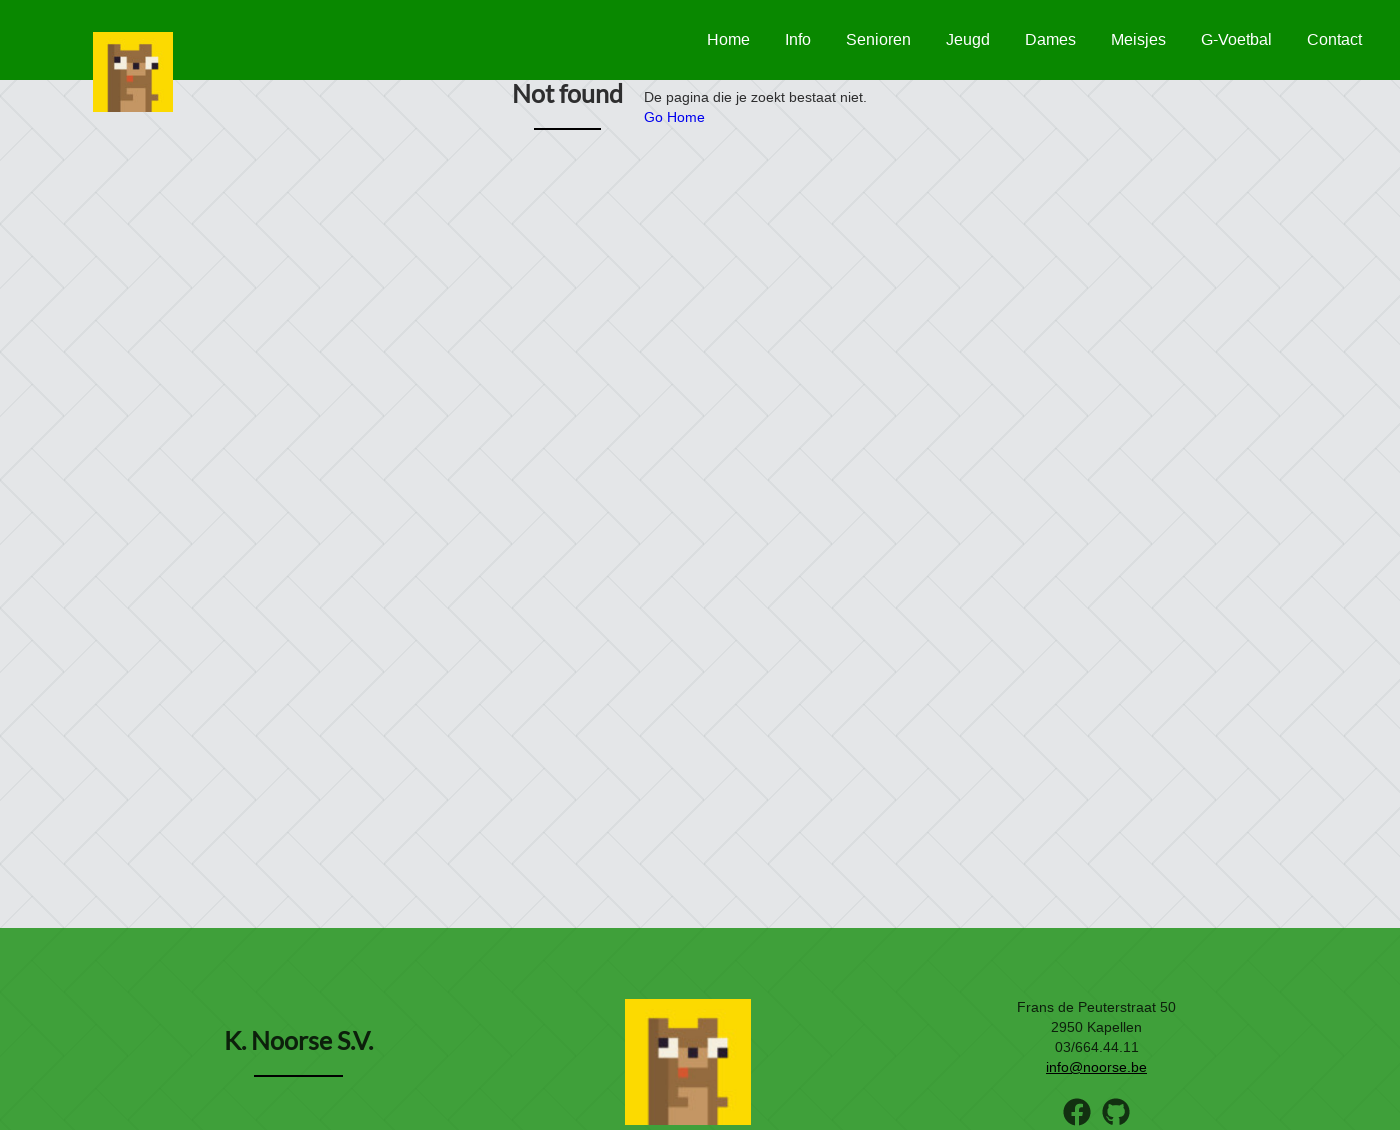 Home
Info
Senioren
Jeugd
Dames
Meisjes
G-Voetbal
Contact
Not found
De pagina die je zoekt bestaat niet.
Go Home
K. Noorse S.V.
Frans de Peuterstraat 50
2950 Kapellen
03/664.44.11
info@noorse.be